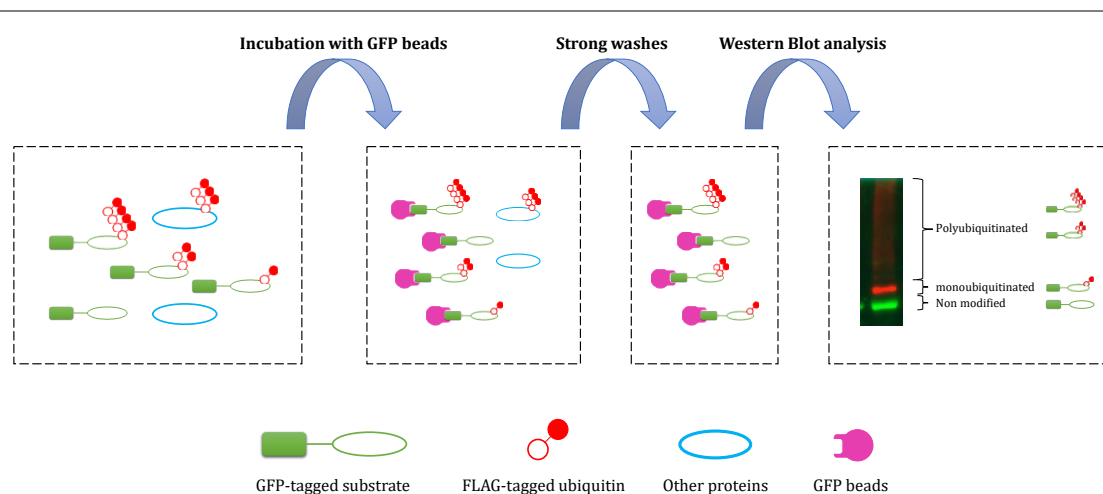 Incubation with GFP beads
Strong washes
Western Blot analysis
Polyubiquitinated
monoubiquitinated
Non modified
GFP-tagged substrate
FLAG-tagged ubiquitin
Other proteins
GFP beads